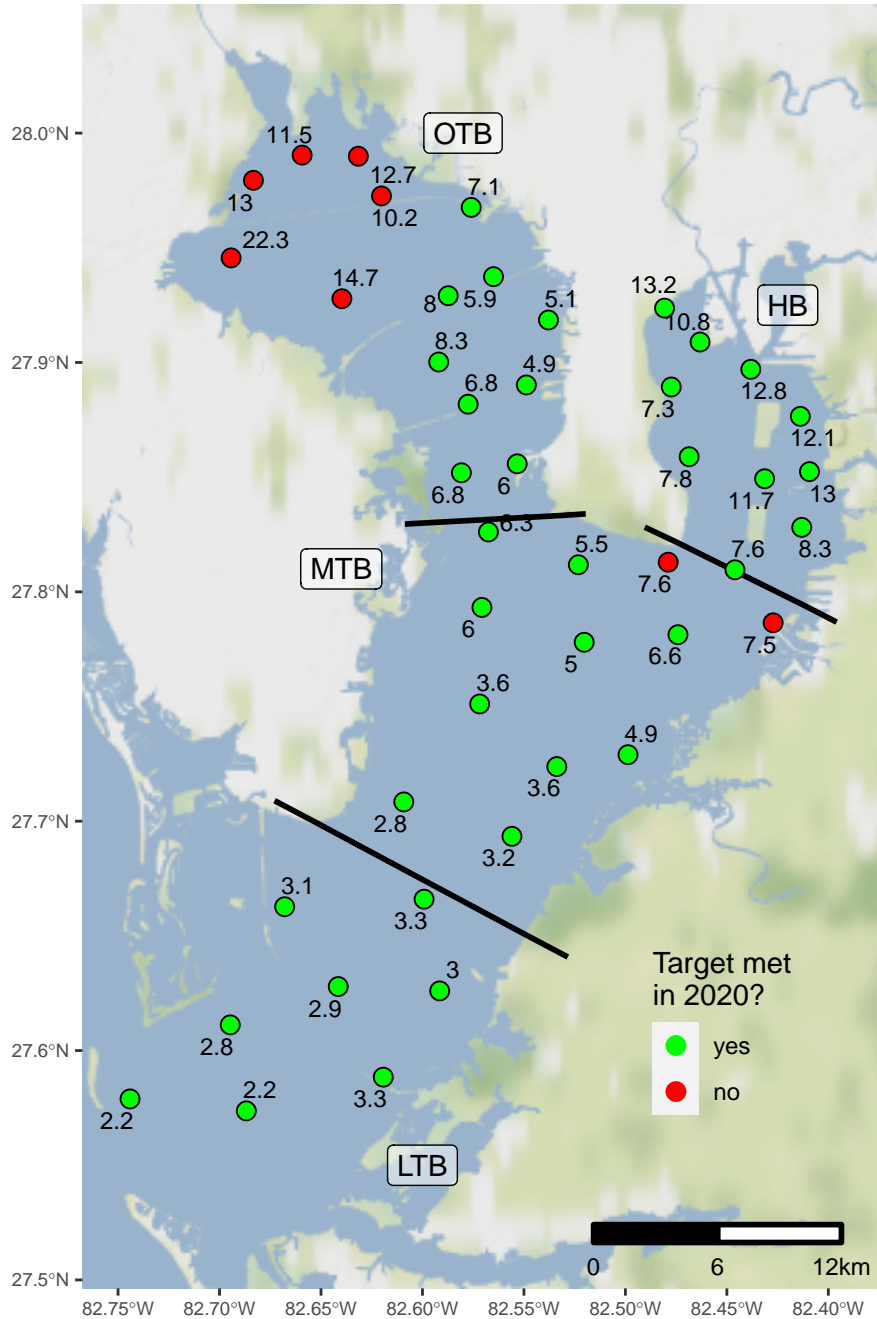 28.0°N
27.9°N
27.8°N
27.7°N
27.6°N
27.5°N
OTB
11.5
12.7
13
10.2
7.1
22.3
14.7
8
5.9
5.1
13.2
10.8
HB
8.3
4.9
6.8
7.3
12.8
12.1
6.8
6
7.8
11.7
13
6.3
8.3
MTB
5.5
7.6
7.6
6
5
6.6
7.5
3.6
4.9
3.6
2.8
3.2
3.1
3.3
2.9
3
2.8
2.2
2.2
3.3
LTB
Target met
in 2020?
yes
no
0 6 12km
82.75°W 82.70°W 82.65°W 82.60°W 82.55°W 82.50°W 82.45°W 82.40°W